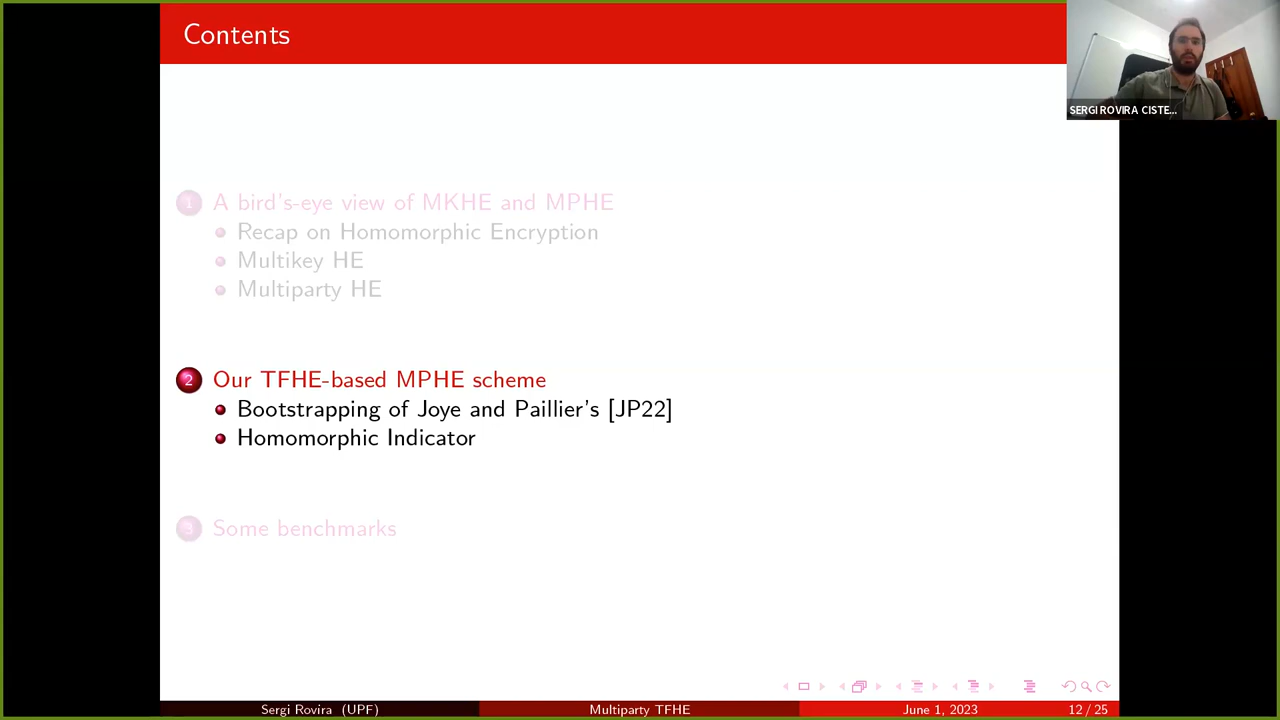 Contents
SERGI ROVIRA CISTE...
1 A bird's-eye view of MKHE and MPHE
Recap on Homomorphic Encryption
Multikey HE
Multiparty HE
2 Our TFHE-based MPHE scheme
Bootstrapping of Joye and Paillier's [JP22]
Homomorphic Indicator
3 Some benchmarks
Sergi Rovira (UPF) Multiparty TFHE June 1, 2023 12 / 25